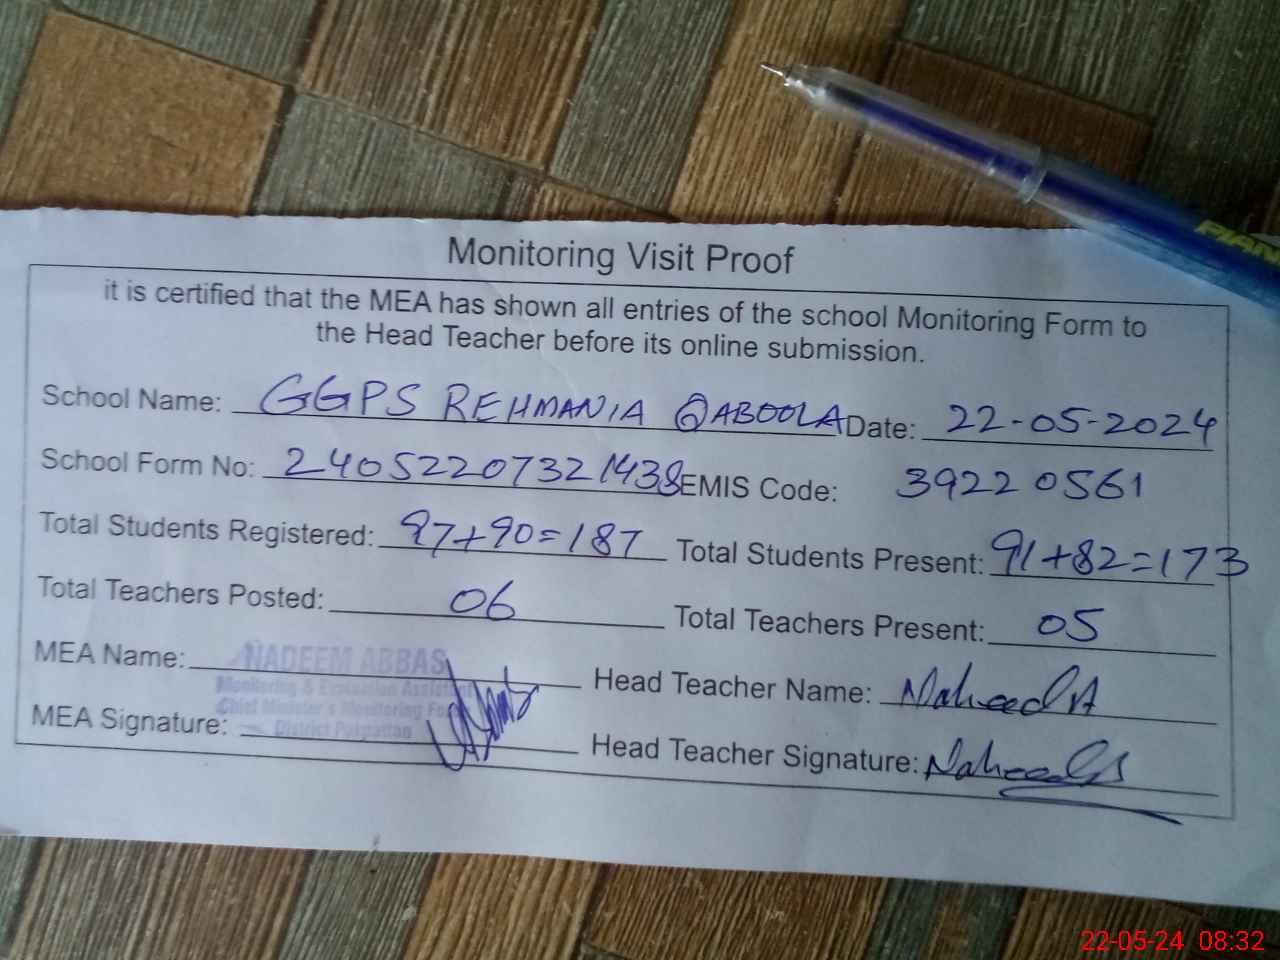 PIAN
Monitoring Visit Proof
it is certified that the MEA has shown all entries of the school Monitoring Form to
the Head Teacher before its online submission.
School Name: GGPS REHMANIA QABOOLA Date: 22-05-2024
School Form No: 24052207321438 EMIS Code: 39220561
Total Students Registered: 97+90=187 Total Students Present: 91+82=173
Total Teachers Posted: 06 Total Teachers Present: 05
MEA Name: NADEEM ABBAS Head Teacher Name: Naheed A
Monitoring & Evaluation Assistant
Chief Minister's Monitoring Force
District Pakpattan
MEA Signature: Head Teacher Signature: Naheed
22-05-24 08:32